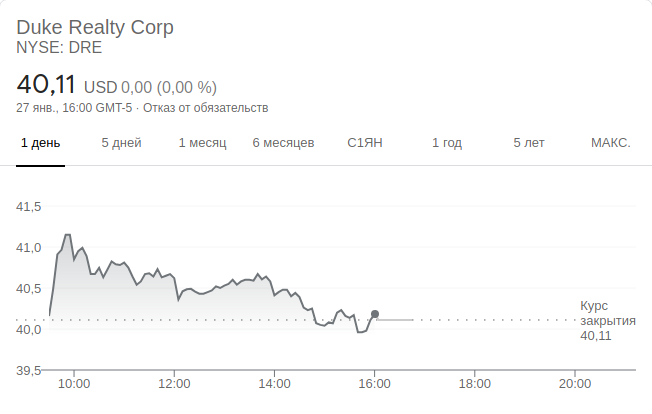 Duke Realty Corp
NYSE: DRE
40,11 USD 0,00 (0,00 %)
27 янв., 16:00 GMT-5 · Отказ от обязательств
1 день 5 дней 1 месяц 6 месяцев С1ЯН 1 год 5 лет МАКС.
41,5
41,0
40,5
40,0
39,5
Курс
закрытия
40,11
10:00 12:00 14:00 16:00 18:00 20:00